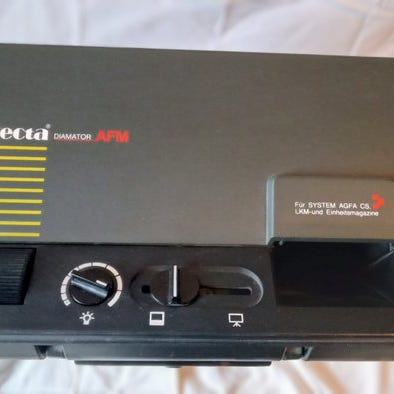 ecta® DIAMATOR AFM
Für SYSTEM AGFA CS.
LKM-und Einheitsmagazine